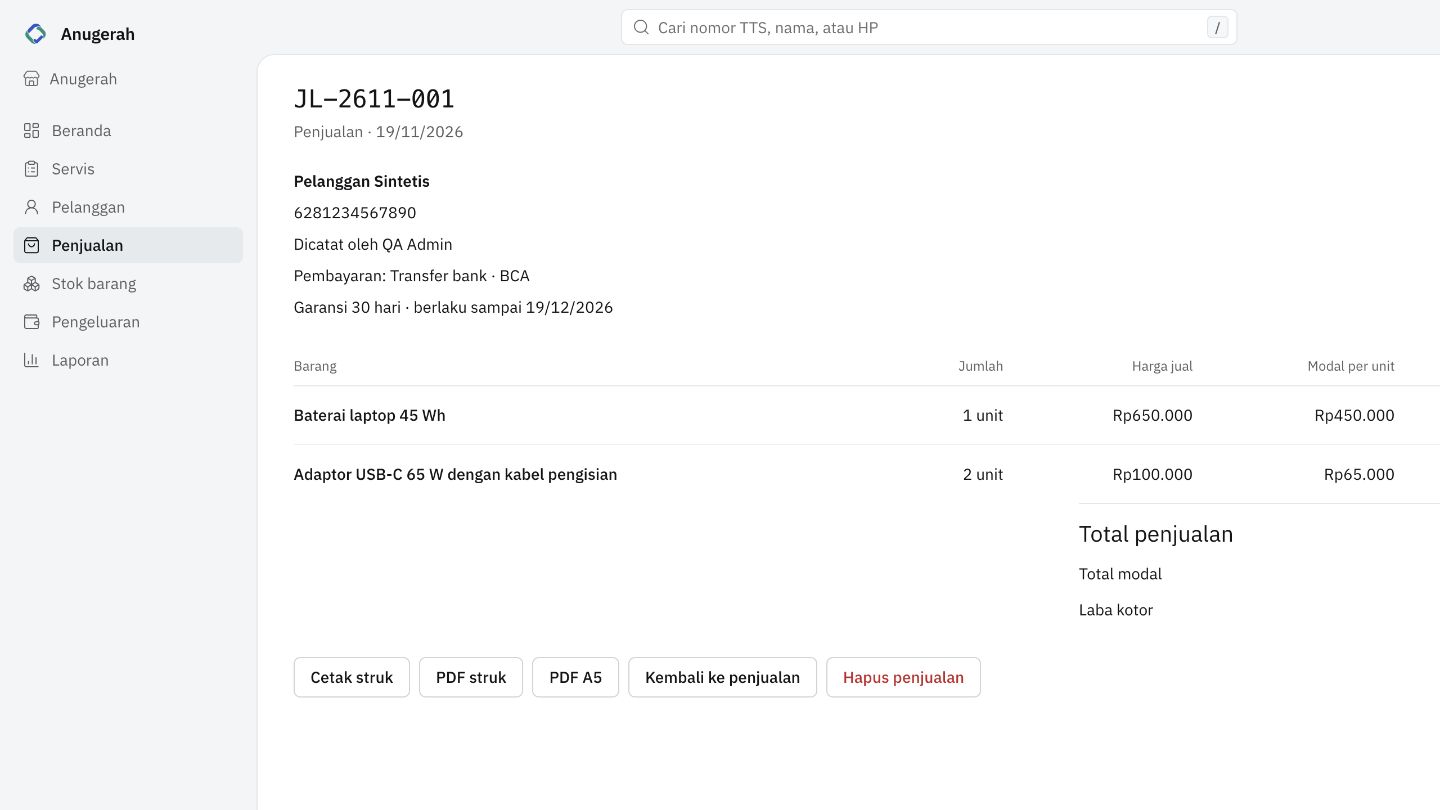 Anugerah
Cari nomor TTS, nama, atau HP /
Anugerah
Beranda
Servis
Pelanggan
Penjualan
Stok barang
Pengeluaran
Laporan
JL-2611-001
Penjualan · 19/11/2026
Pelanggan Sintetis
6281234567890
Dicatat oleh QA Admin
Pembayaran: Transfer bank · BCA
Garansi 30 hari · berlaku sampai 19/12/2026
Barang Jumlah Harga jual Modal per unit
Baterai laptop 45 Wh 1 unit Rp650.000 Rp450.000
Adaptor USB-C 65 W dengan kabel pengisian 2 unit Rp100.000 Rp65.000
Total penjualan
Total modal
Laba kotor
Cetak struk PDF struk PDF A5 Kembali ke penjualan Hapus penjualan